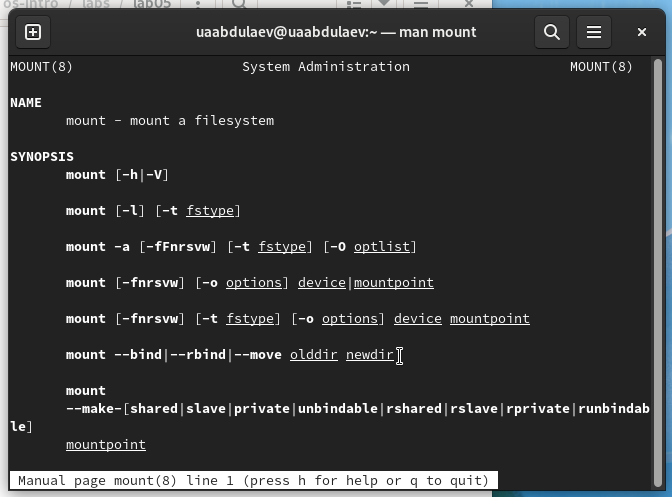 os-intro / labs / lab05
uaabdulaev@uaabdulaev:~ — man mount
MOUNT(8) System Administration MOUNT(8)
NAME
mount - mount a filesystem
SYNOPSIS
mount [-h|-V]
mount [-l] [-t fstype]
mount -a [-fFnrsvw] [-t fstype] [-O optlist]
mount [-fnrsvw] [-o options] device|mountpoint
mount [-fnrsvw] [-t fstype] [-o options] device mountpoint
mount --bind|--rbind|--move olddir newdir
mount
--make-[shared|slave|private|unbindable|rshared|rslave|rprivate|runbindab
le]
mountpoint
Manual page mount(8) line 1 (press h for help or q to quit)